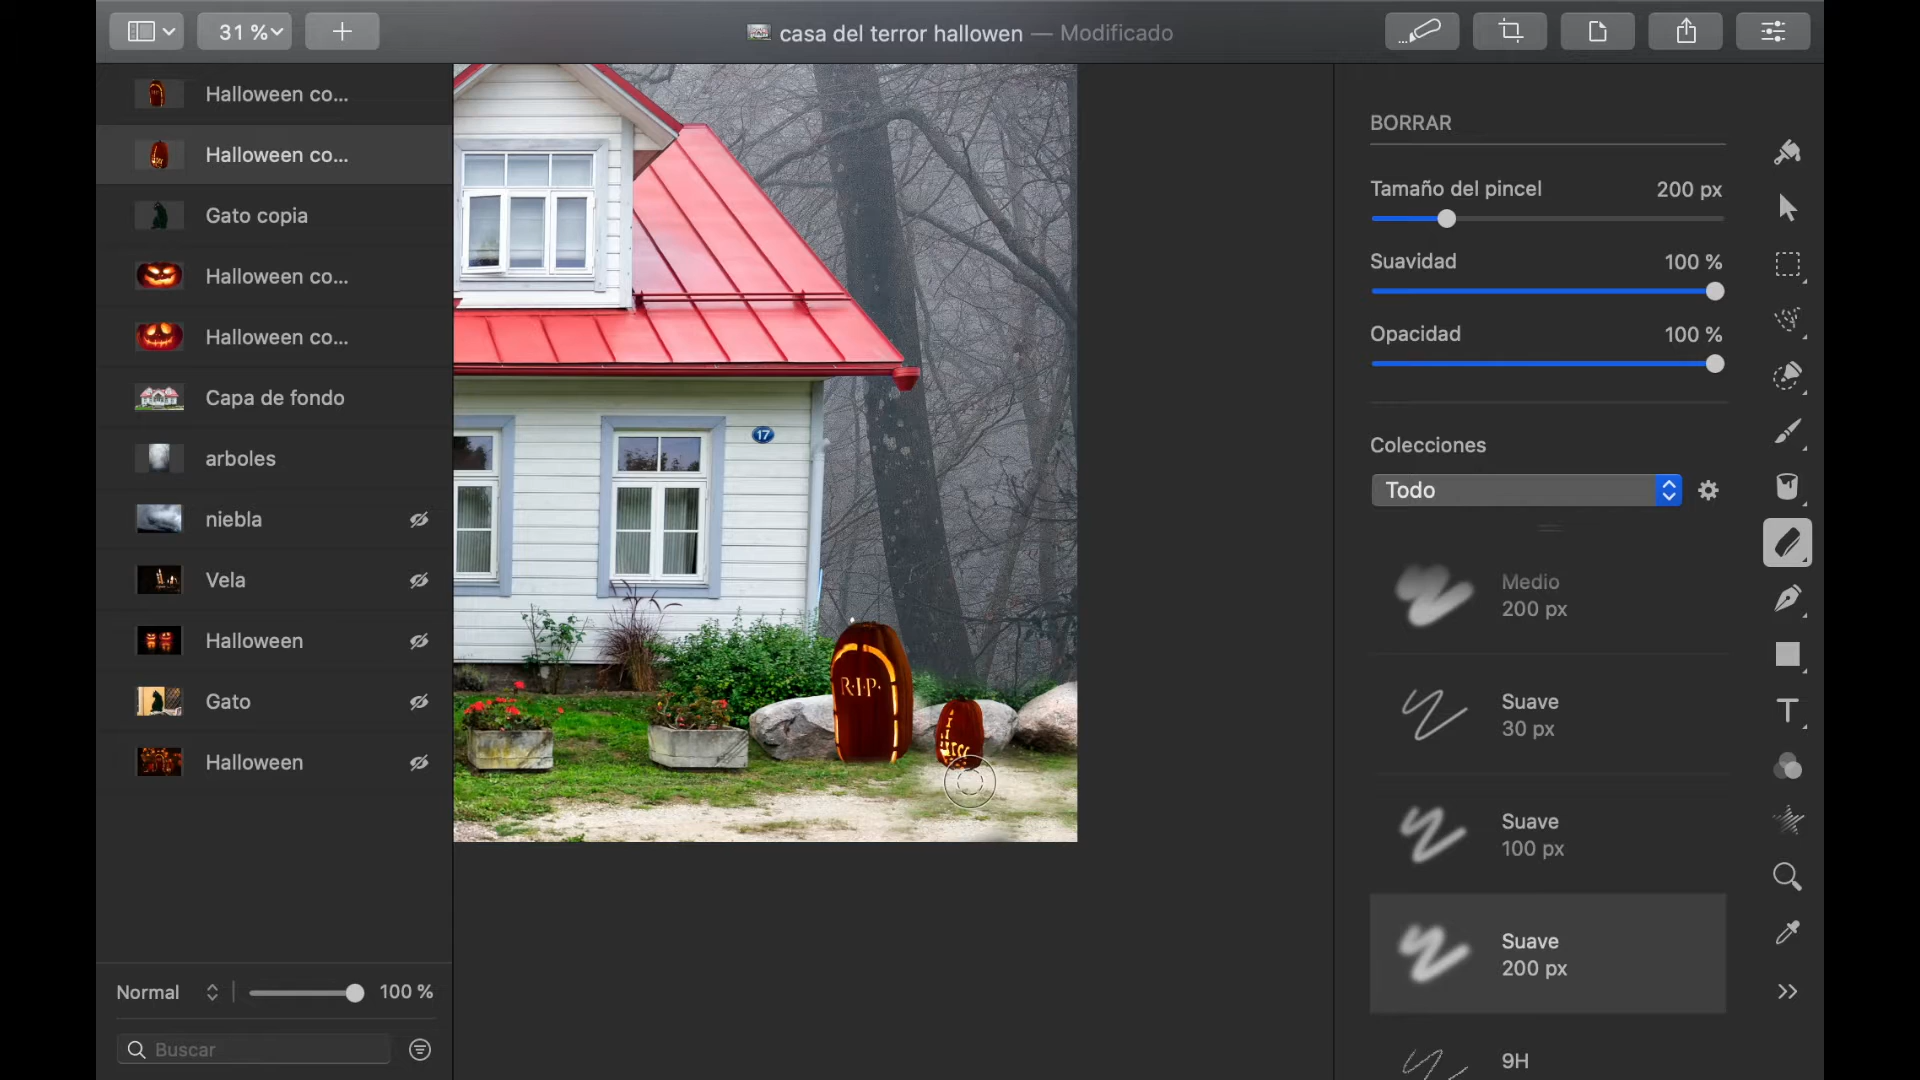 31 %
casa del terror hallowen — Modificado
Halloween co...
Halloween co...
Gato copia
Halloween co...
Halloween co...
Capa de fondo
arboles
niebla
Vela
Halloween
Gato
Halloween
Normal
100 %
Buscar
17
R·I·P·
BORRAR
Tamaño del pincel 200 px
Suavidad 100 %
Opacidad 100 %
Colecciones
Todo
Medio
200 px
Suave
30 px
Suave
100 px
Suave
200 px
9H
T